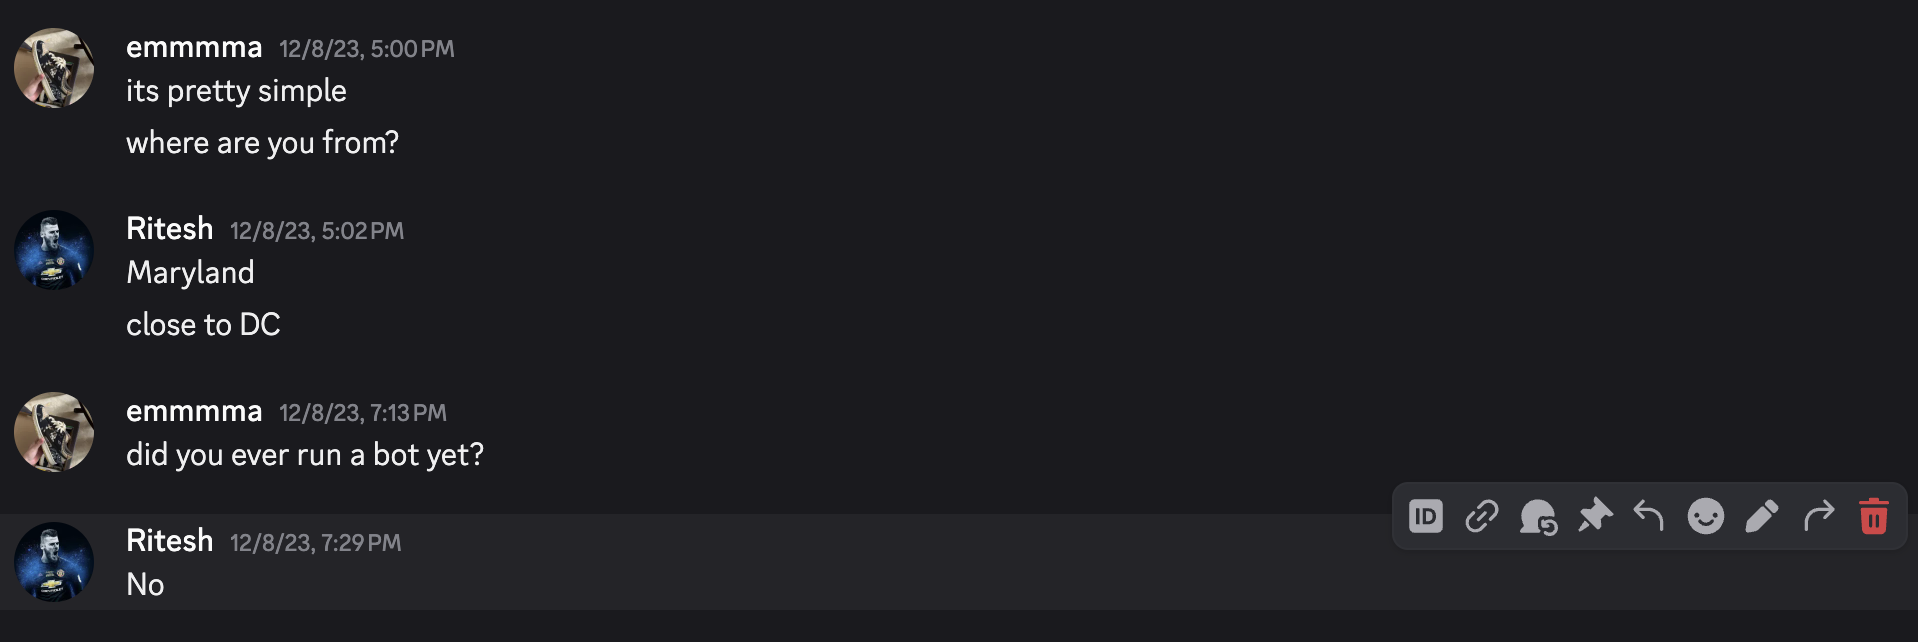 emmmma 12/8/23, 5:00 PM
its pretty simple
where are you from?
Ritesh 12/8/23, 5:02 PM
Maryland
close to DC
emmmma 12/8/23, 7:13 PM
did you ever run a bot yet?
ID
Ritesh 12/8/23, 7:29 PM
No